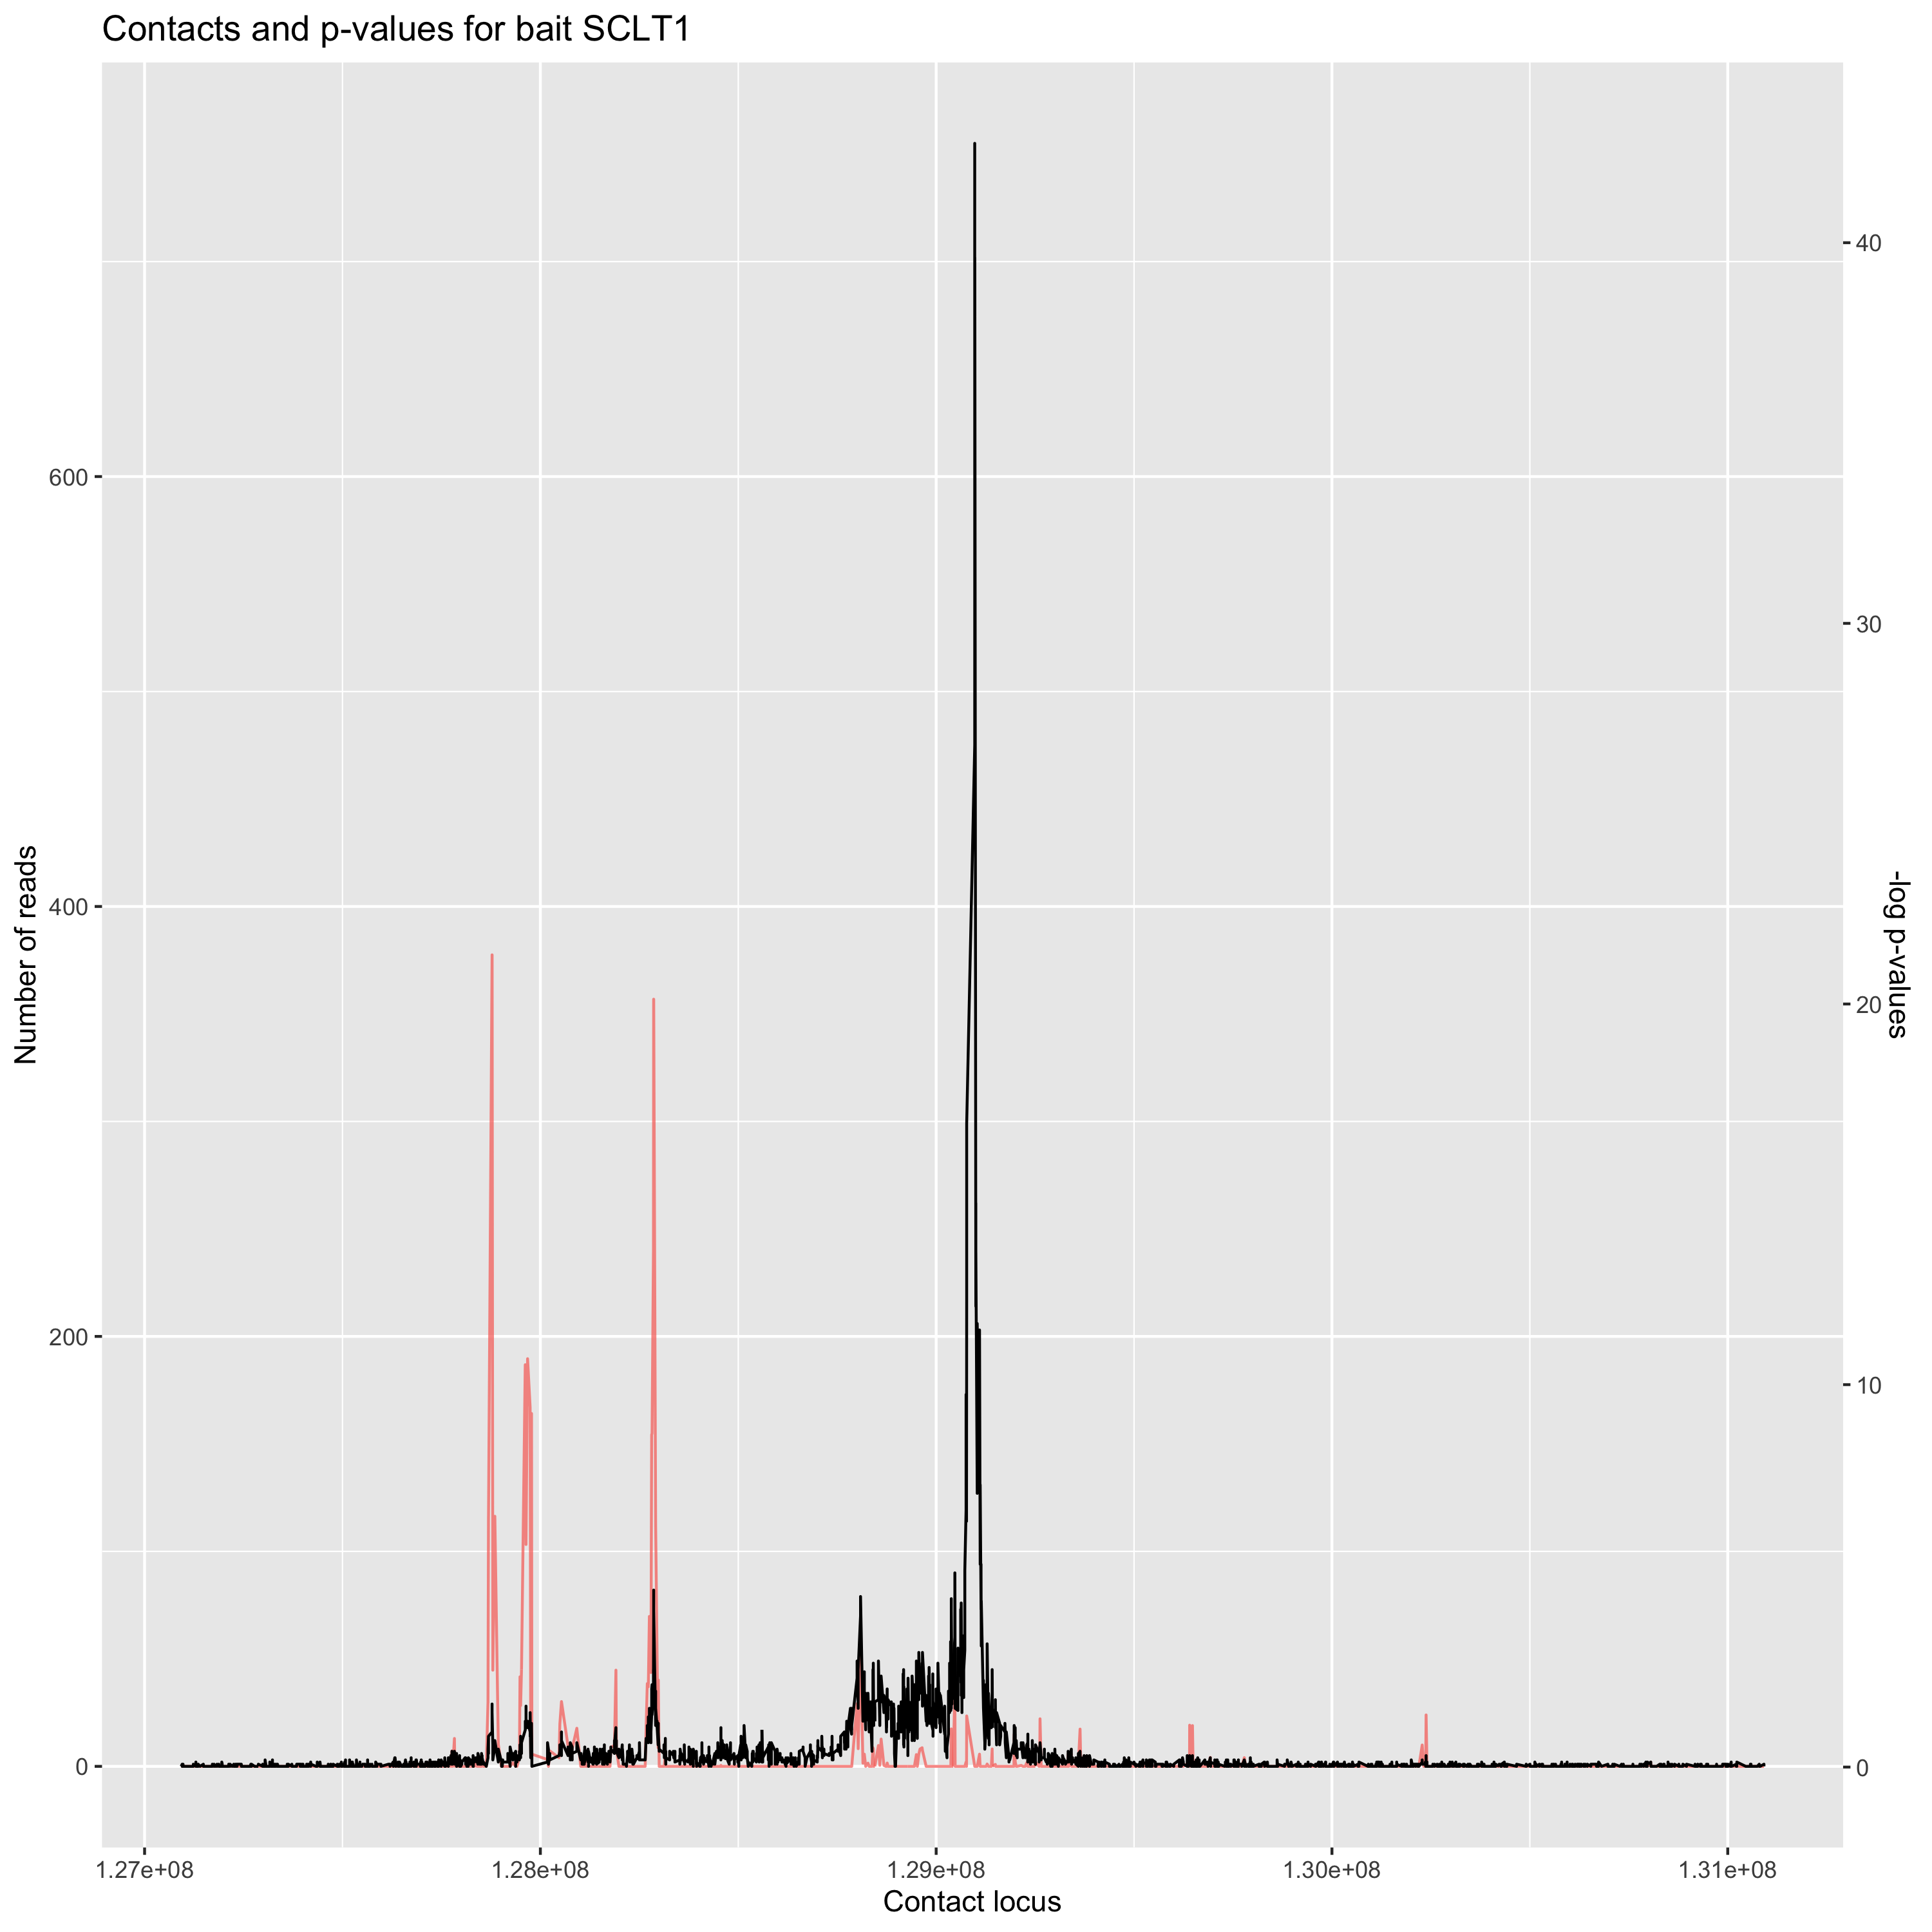 Contacts and p-values for bait SCLT1
Number of reads
600
400
200
0
40
30
20
10
0
-log p-values
1.27e+08
1.28e+08
1.29e+08
1.30e+08
1.31e+08
Contact locus